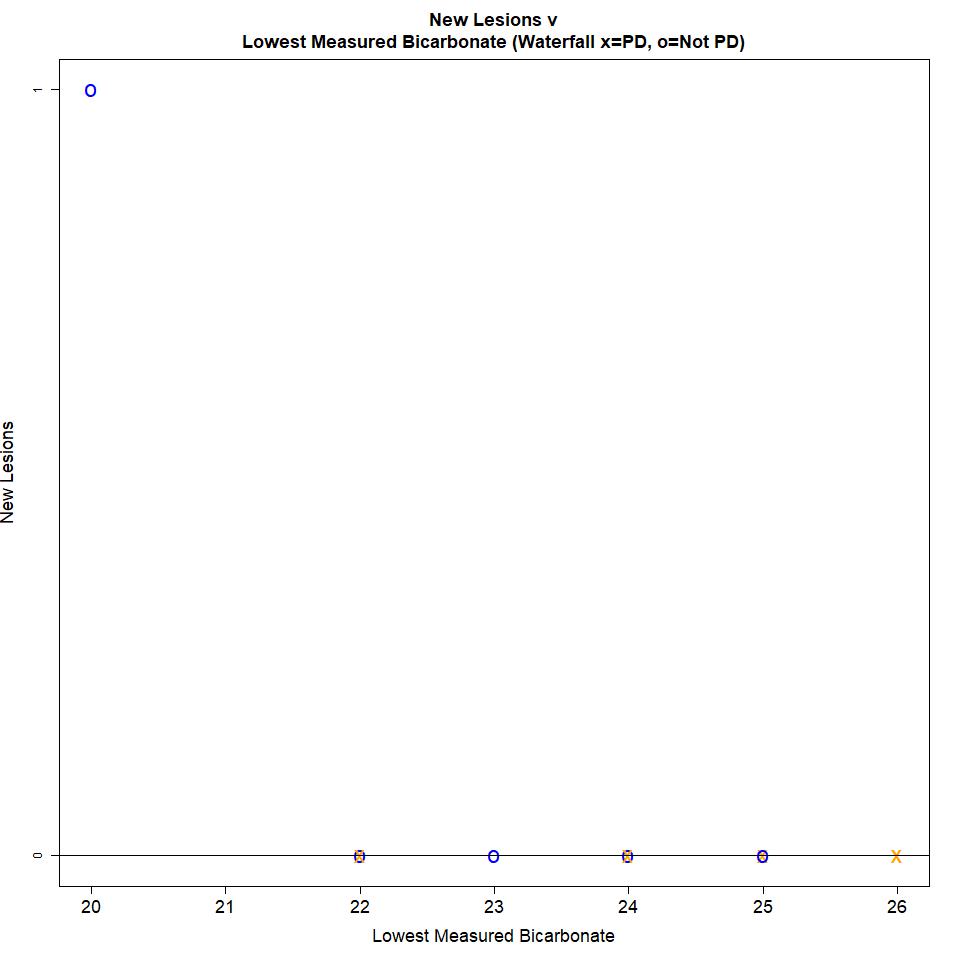 New Lesions v
Lowest Measured Bicarbonate (Waterfall x=PD, o=Not PD)
1
New Lesions
0
20 21 22 23 24 25 26
Lowest Measured Bicarbonate